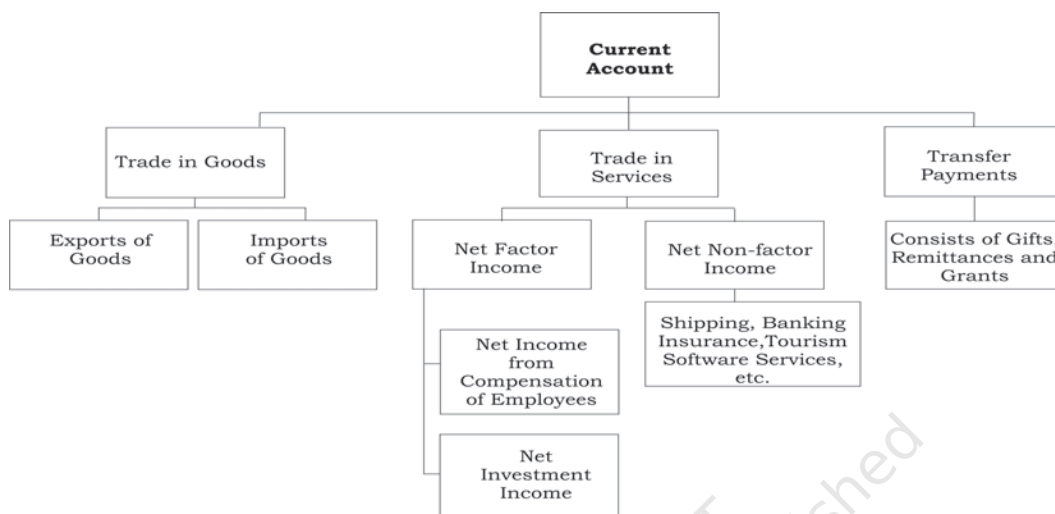 Current
Account
Trade in Goods
Trade in
Services
Transfer
Payments
Exports of
Goods
Imports
of Goods
Net Factor
Income
Net Non-factor
Income
Consists of Gifts,
Remittances and
Grants
Shipping, Banking
Insurance,Tourism
Software Services,
etc.
Net Income
from
Compensation
of Employees
Net
Investment
Income